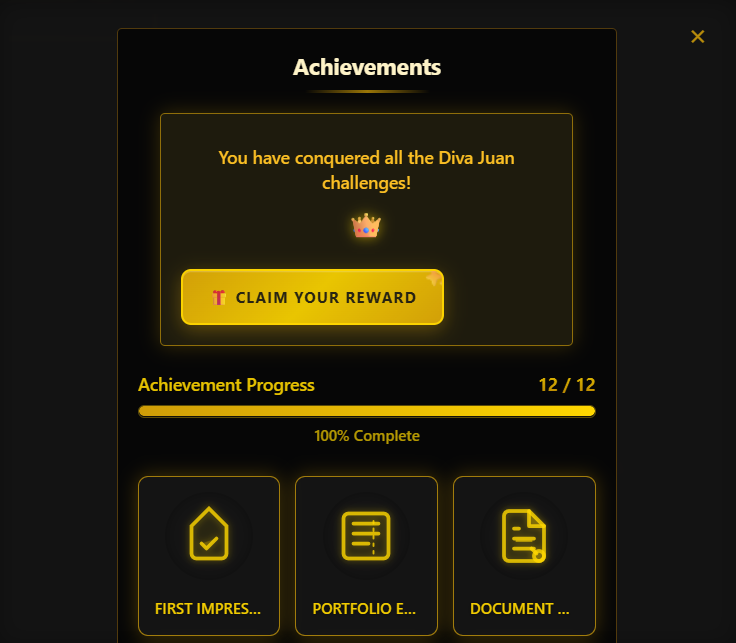 Achievements
You have conquered all the Diva Juan
challenges!
CLAIM YOUR REWARD
Achievement Progress
12 / 12
100% Complete
FIRST IMPRES...
PORTFOLIO E...
DOCUMENT ...